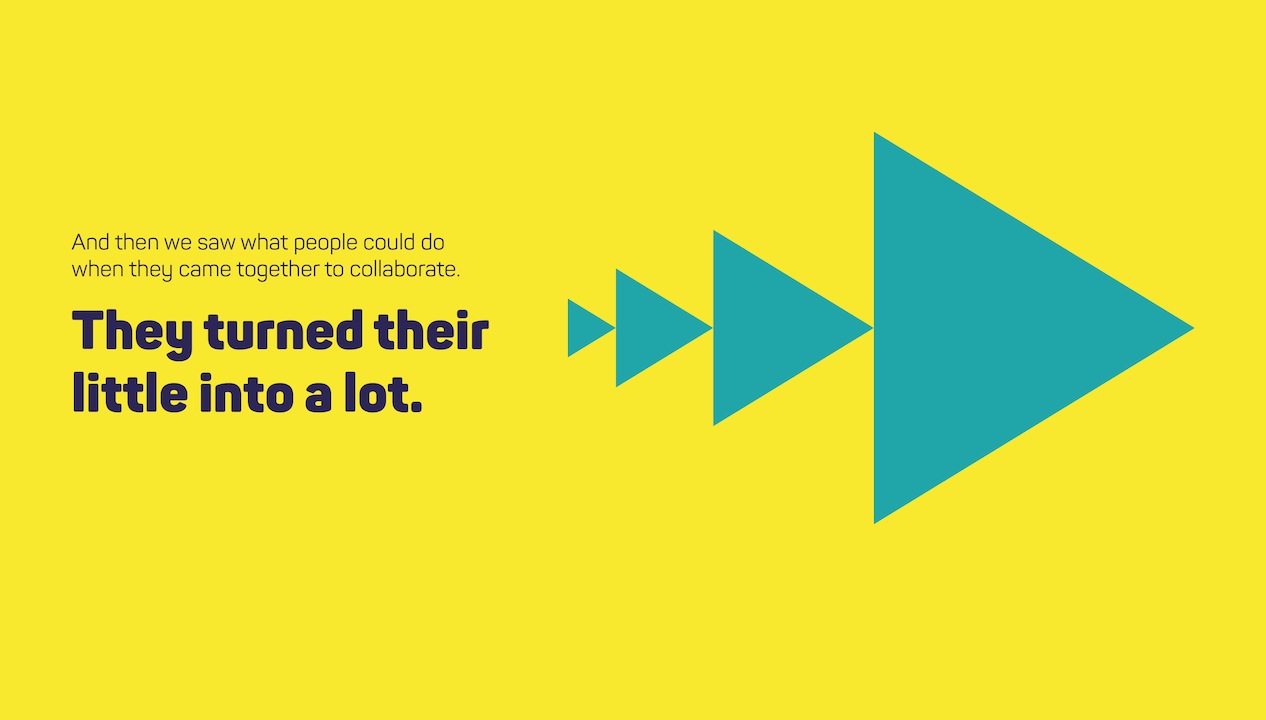 And then we saw what people could do
when they came together to collaborate.
They turned their
little into a lot.